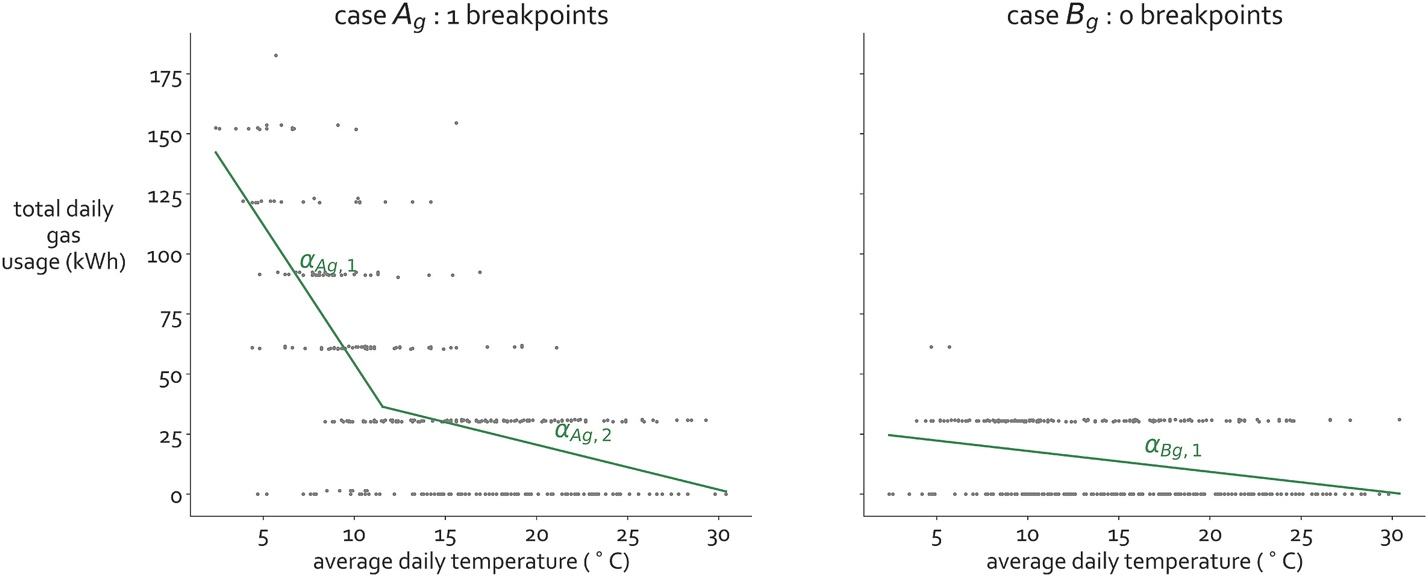 case A_g : 1 breakpoints
total daily
gas
usage (kWh)
175
150
125
100
75
50
25
0
α_Ag, 1
α_Ag, 2
5 10 15 20 25 30
average daily temperature ( ° C)
case B_g : 0 breakpoints
α_Bg, 1
5 10 15 20 25 30
average daily temperature ( ° C)